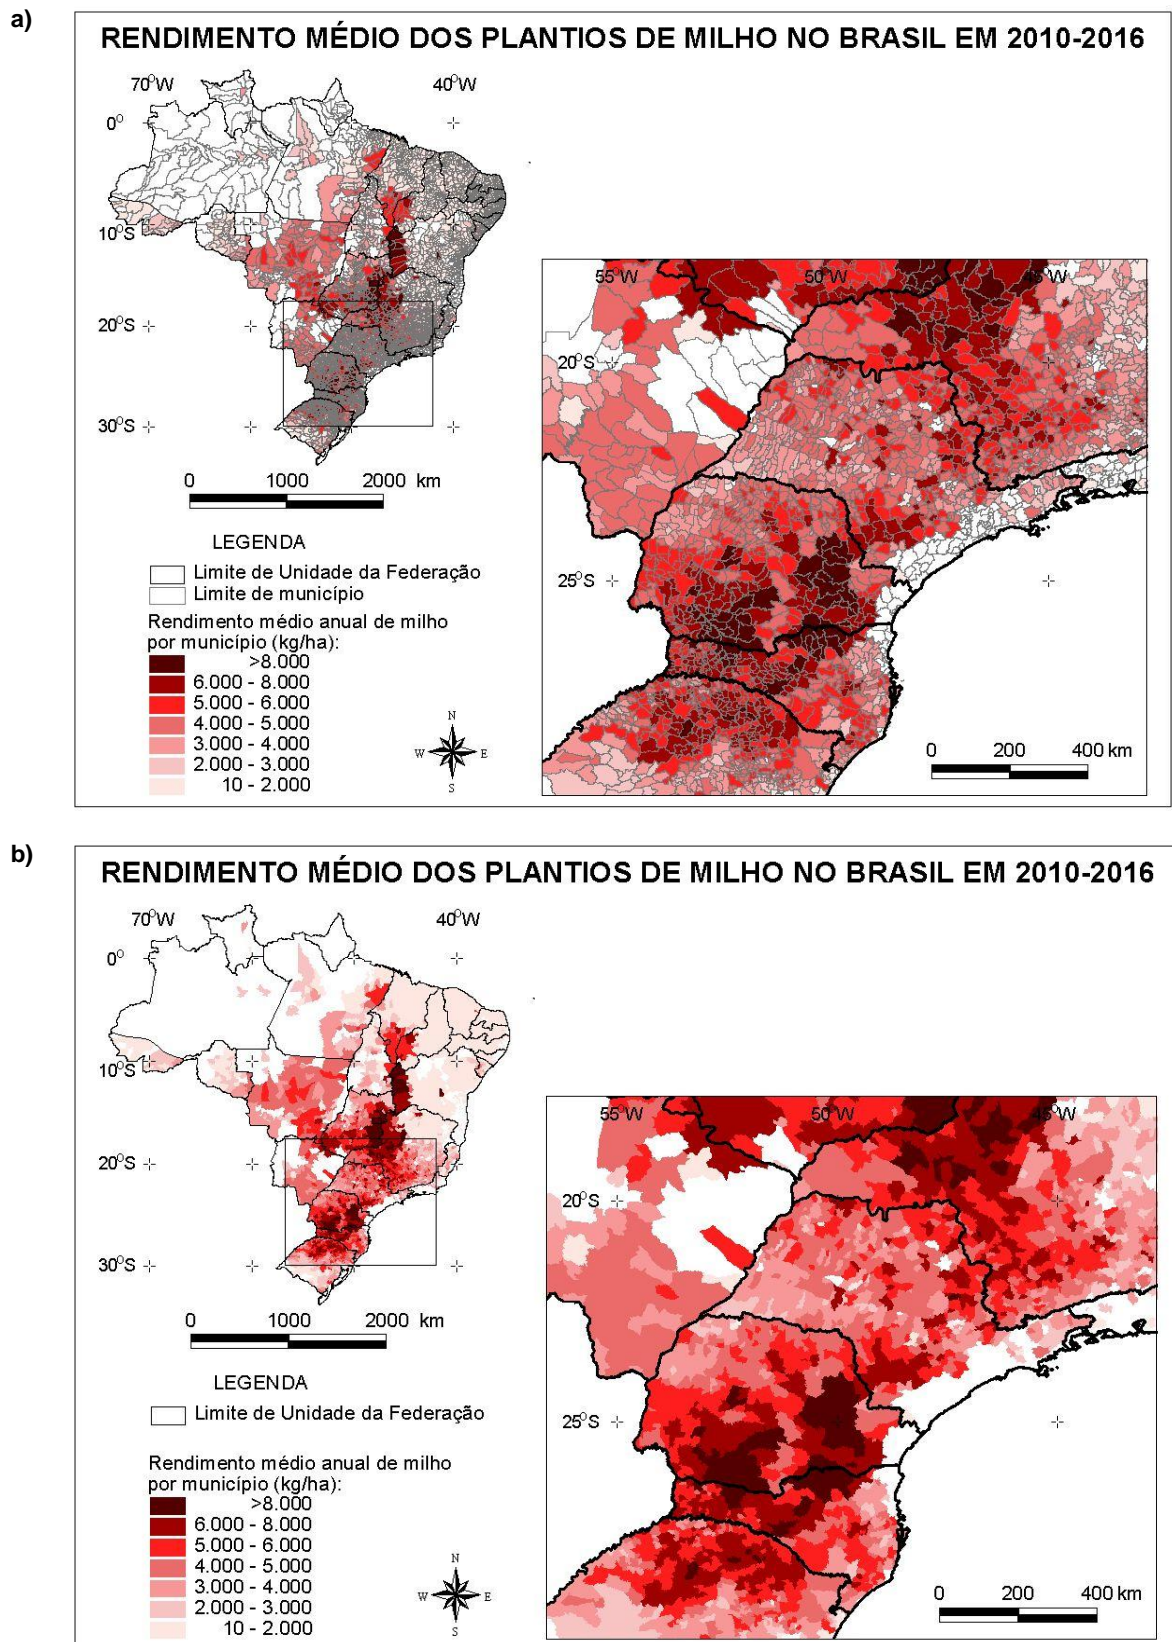 a)
RENDIMENTO MÉDIO DOS PLANTIOS DE MILHO NO BRASIL EM 2010-2016
70°W 40°W
0°
10°S
20°S
30°S
0 1000 2000 km
LEGENDA
Limite de Unidade da Federação
Limite de município
Rendimento médio anual de milho
por município (kg/ha):
>8.000
6.000 - 8.000
5.000 - 6.000
4.000 - 5.000
3.000 - 4.000
2.000 - 3.000
10 - 2.000
N
W E
S
55°W 50°W 45°W
20°S
25°S
0 200 400 km
b)
RENDIMENTO MÉDIO DOS PLANTIOS DE MILHO NO BRASIL EM 2010-2016
70°W 40°W
0°
10°S
20°S
30°S
0 1000 2000 km
LEGENDA
Limite de Unidade da Federação
Rendimento médio anual de milho
por município (kg/ha):
>8.000
6.000 - 8.000
5.000 - 6.000
4.000 - 5.000
3.000 - 4.000
2.000 - 3.000
10 - 2.000
N
W E
S
55°W 50°W 45°W
20°S
25°S
0 200 400 km